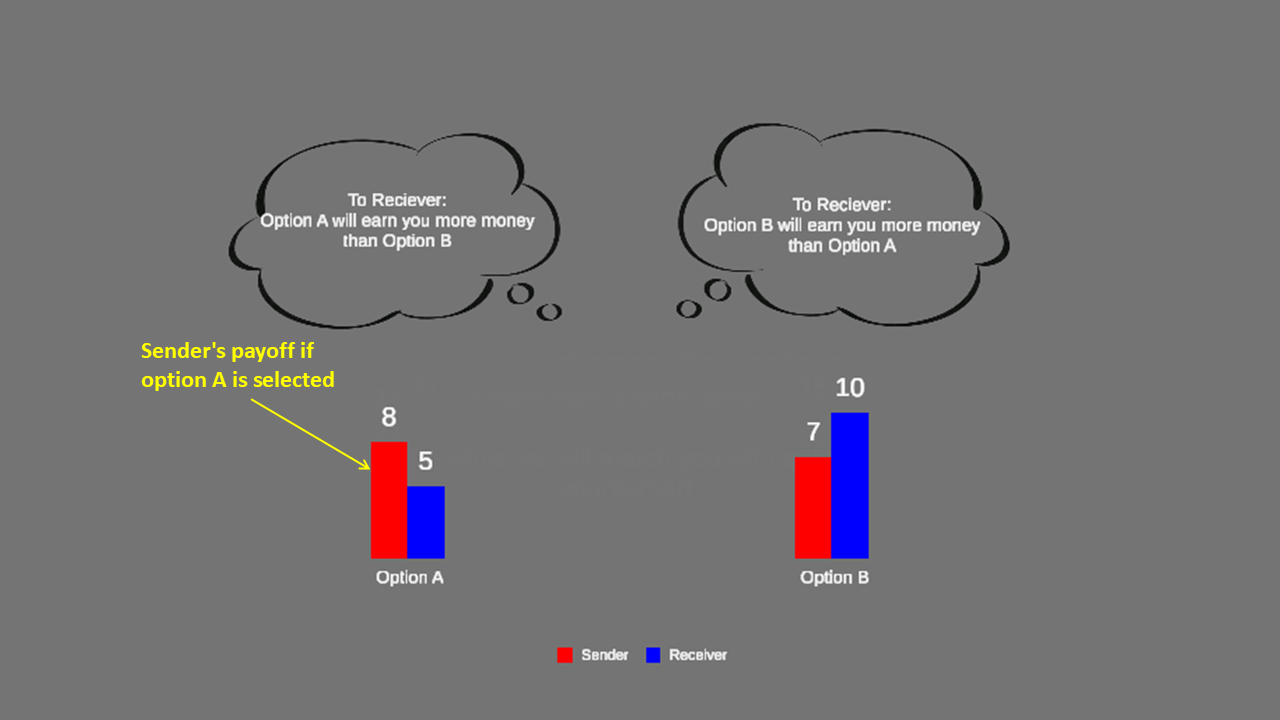 To Reciever:
Option A will earn you more money
than Option B
To Reciever:
Option B will earn you more money
than Option A
Sender's payoff if
option A is selected
8
5
7
10
Option A
Option B
Sender
Receiver